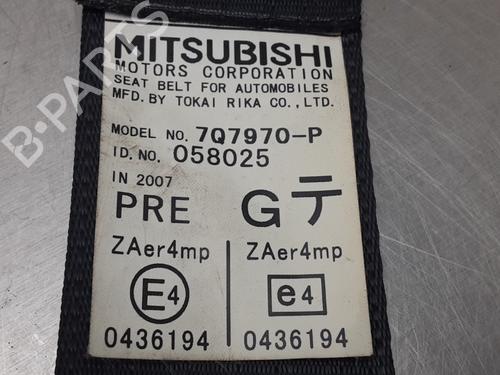 MITSUBISHI
MOTORS CORPORATION
SEAT BELT FOR AUTOMOBILES
MFD. BY TOKAI RIKA CO., LTD.
MODEL NO. 7Q7970-P
ID. NO. 058025
IN 2007
PRE G テ
ZAer4mp ZAer4mp
E4 e4
0436194 0436194
B-PARTS